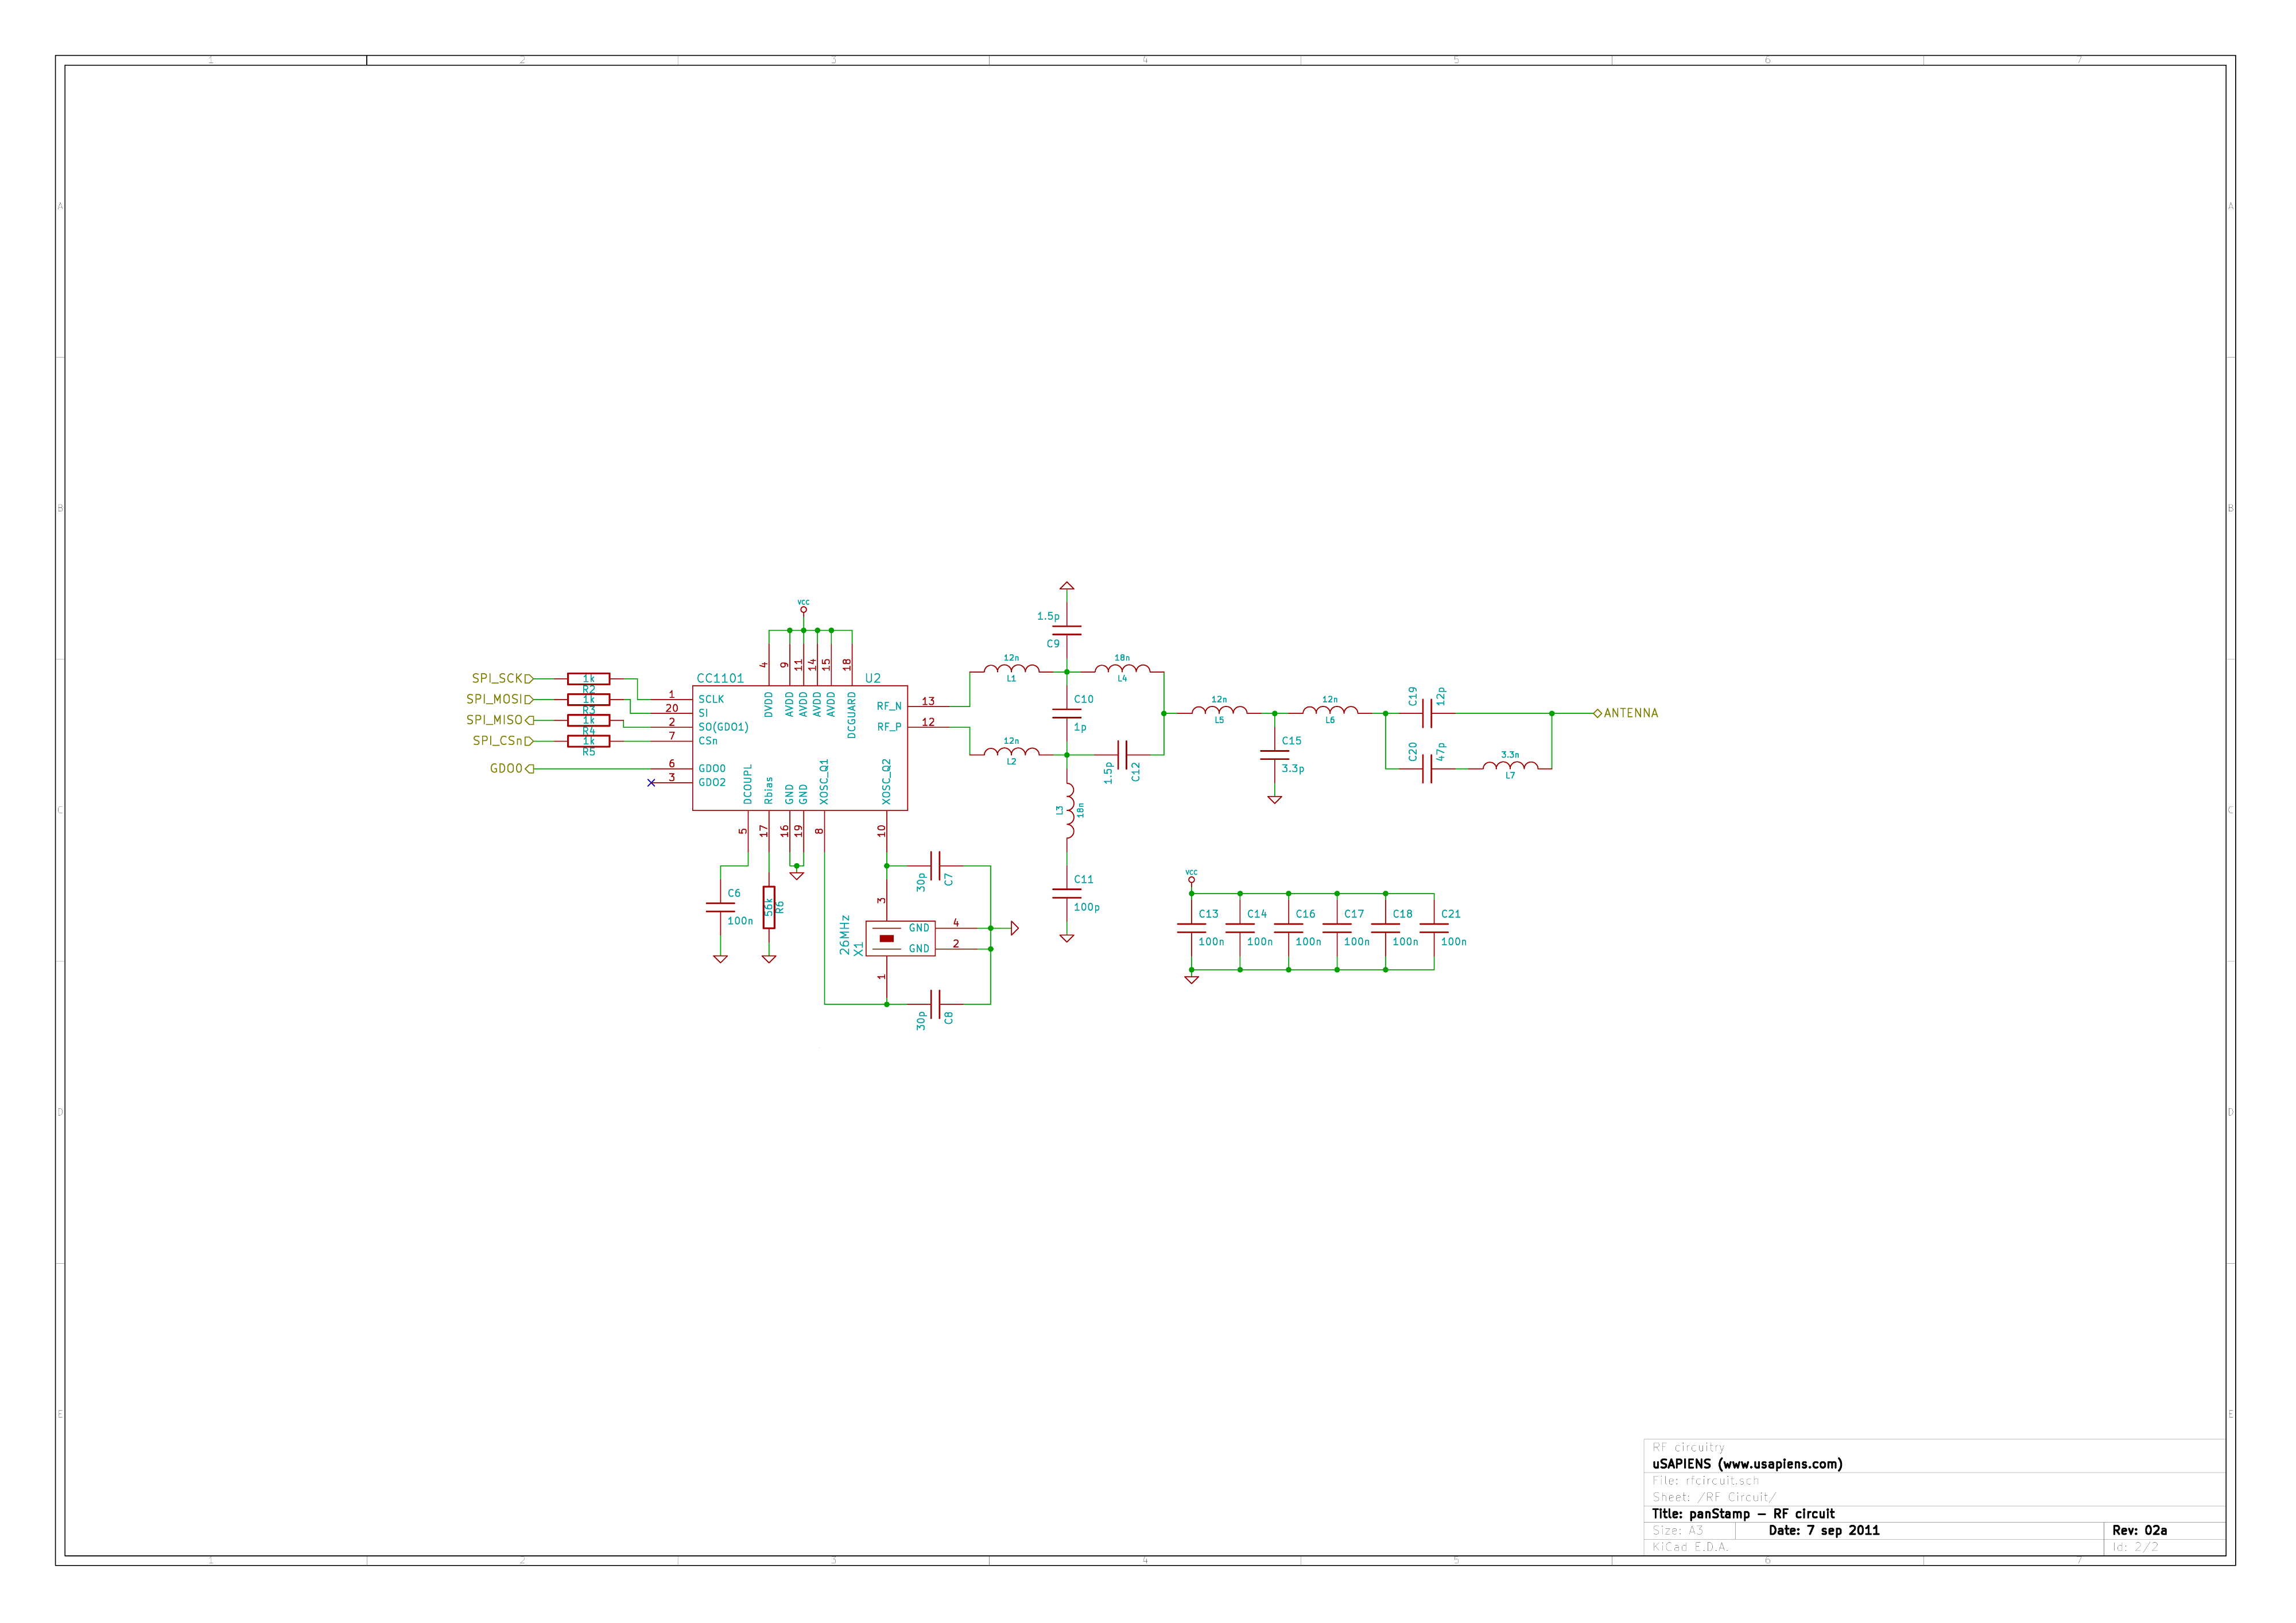 1 2 3 4 5 6 7
A A
B B
C C
D D
E E
VCC
SPI_SCK
SPI_MOSI
SPI_MISO
SPI_CSn
GDO0
1k
R2
1k
R3
1k
R4
1k
R5
CC1101 U2
4 9 11 14 15 18
DVDD AVDD AVDD AVDD AVDD DCGUARD
1 SCLK
20 SI
2 SO(GDO1)
7 CSn
6 GDO0
3 GDO2
RF_N 13
RF_P 12
DCOUPL Rbias GND GND XOSC_Q1 XOSC_Q2
5 17 16 19 8 10
C6
100n
56k
R6
30p C7
26MHz
X1
3
GND 4
GND 2
1
30p C8
1.5p
C9
12n
L1
18n
L4
C10
1p
12n
L2
1.5p C12
L3 18n
C11
100p
12n
L5
12n
L6
C15
3.3p
C19 12p
C20 47p
3.3n
L7
ANTENNA
VCC
C13 C14 C16 C17 C18 C21
100n 100n 100n 100n 100n 100n
RF circuitry
uSAPIENS (www.usapiens.com)
File: rfcircuit.sch
Sheet: /RF Circuit/
Title: panStamp – RF circuit
Size: A3 Date: 7 sep 2011 Rev: 02a
KiCad E.D.A. Id: 2/2
1 2 3 4 5 6 7